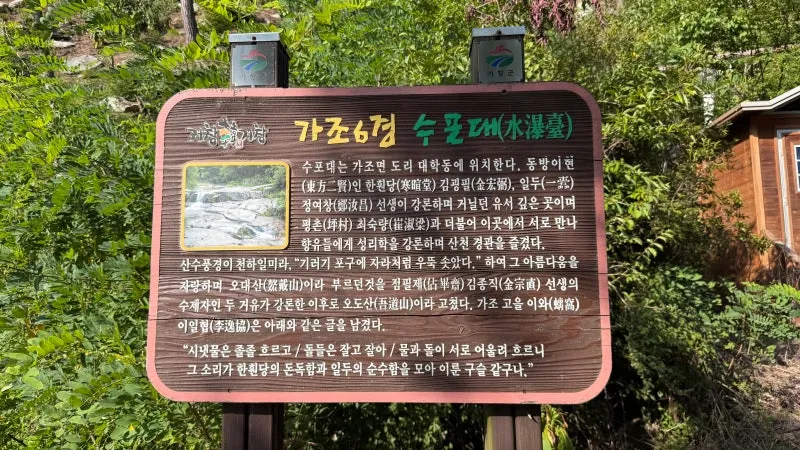 거창군
거창 거창
가조6경 수포대(水瀑臺)
수포대는 가조면 도리 대학동에 위치한다. 동방이현
(東方二賢)인 한훤당(寒暄堂) 김굉필(金宏弼), 일두(一蠹)
정여창(鄭汝昌) 선생이 강론하며 거닐던 유서 깊은 곳이며
평촌(坪村) 최숙량(崔淑梁)과 더불어 이곳에서 서로 만나
향유들에게 성리학을 강론하며 산천 경관을 즐겼다.
산수풍경이 천하일미라, "기러기 포구에 자라처럼 우뚝 솟았다." 하여 그 아름다움을
자랑하며 오대산(鰲戴山)이라 부르던것을 점필제(佔畢齋) 김종직(金宗直) 선생의
수제자인 두 거유가 강론한 이후로 오도산(吾道山)이라 고쳤다. 가조 고을 이와(螭窩)
이일협(李逸協)은 아래와 같은 글을 남겼다.
"시냇물은 졸졸 흐르고 / 돌들은 잘고 잘아 / 물과 돌이 서로 어울려 흐르니
그 소리가 한훤당의 돈독함과 일두의 순수함을 모아 이룬 구슬 같구나."